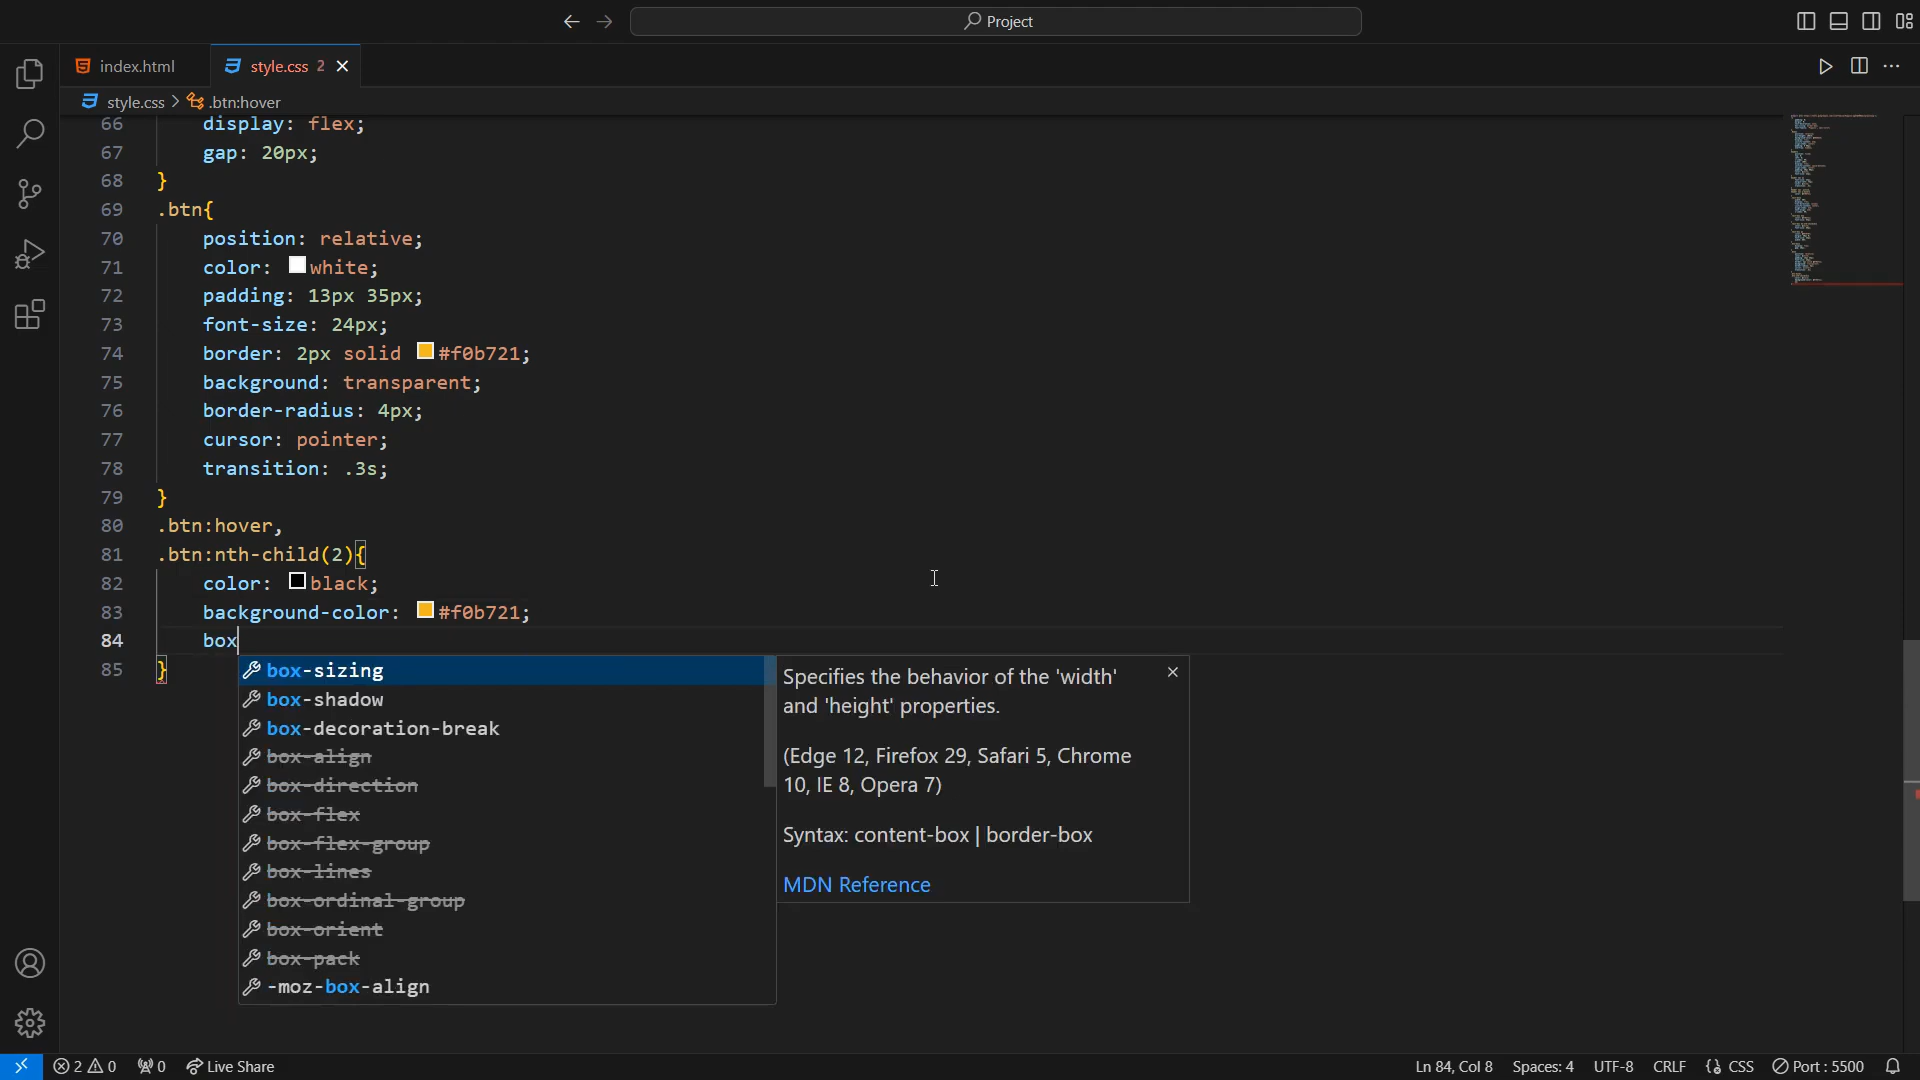 Project
index.html
style.css 2
style.css > .btn:hover
66 display: flex;
67 gap: 20px;
68 }
69 .btn{
70 position: relative;
71 color: white;
72 padding: 13px 35px;
73 font-size: 24px;
74 border: 2px solid #f0b721;
75 background: transparent;
76 border-radius: 4px;
77 cursor: pointer;
78 transition: .3s;
79 }
80 .btn:hover,
81 .btn:nth-child(2){
82 color: black;
83 background-color: #f0b721;
84 box
85 }
box-sizing
box-shadow
box-decoration-break
box-align
box-direction
box-flex
box-flex-group
box-lines
box-ordinal-group
box-orient
box-pack
-moz-box-align
Specifies the behavior of the 'width'
and 'height' properties.
(Edge 12, Firefox 29, Safari 5, Chrome
10, IE 8, Opera 7)
Syntax: content-box | border-box
MDN Reference
2 0 0 Live Share
Ln 84, Col 8 Spaces: 4 UTF-8 CRLF CSS Port : 5500